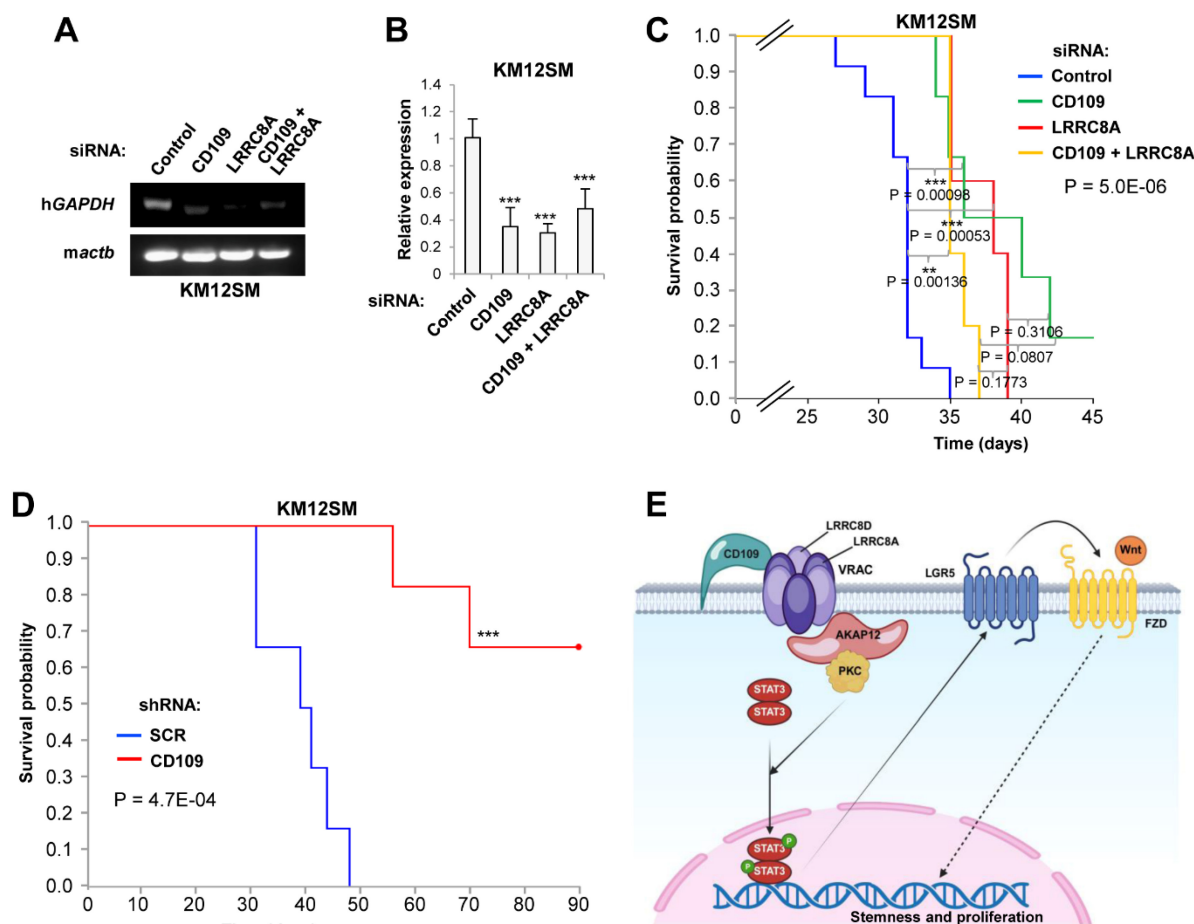 A
siRNA:
Control
CD109
LRRC8A
CD109 +
LRRC8A
hGAPDH
mactb
KM12SM
B
KM12SM
Relative expression
1.4
1.2
1
0.8
0.6
0.4
0.2
0
***
***
***
siRNA:
Control
CD109
LRRC8A
CD109 + LRRC8A
C
KM12SM
siRNA:
Control
CD109
LRRC8A
CD109 + LRRC8A
P = 5.0E-06
Survival probability
1.0
0.9
0.8
0.7
0.6
0.5
0.4
0.3
0.2
0.1
0.0
***
P = 0.00098
***
P = 0.00053
**
P = 0.00136
P = 0.3106
P = 0.0807
P = 0.1773
0 25 30 35 40 45
Time (days)
D
KM12SM
Survival probability
1.0
0.9
0.8
0.7
0.6
0.5
0.4
0.3
0.2
0.1
0.0
***
shRNA:
SCR
CD109
P = 4.7E-04
0 10 20 30 40 50 60 70 80 90
E
CD109
LRRC8D
LRRC8A
VRAC
LGR5
Wnt
FZD
AKAP12
PKC
STAT3
STAT3
STAT3 P
P STAT3
Stemness and proliferation